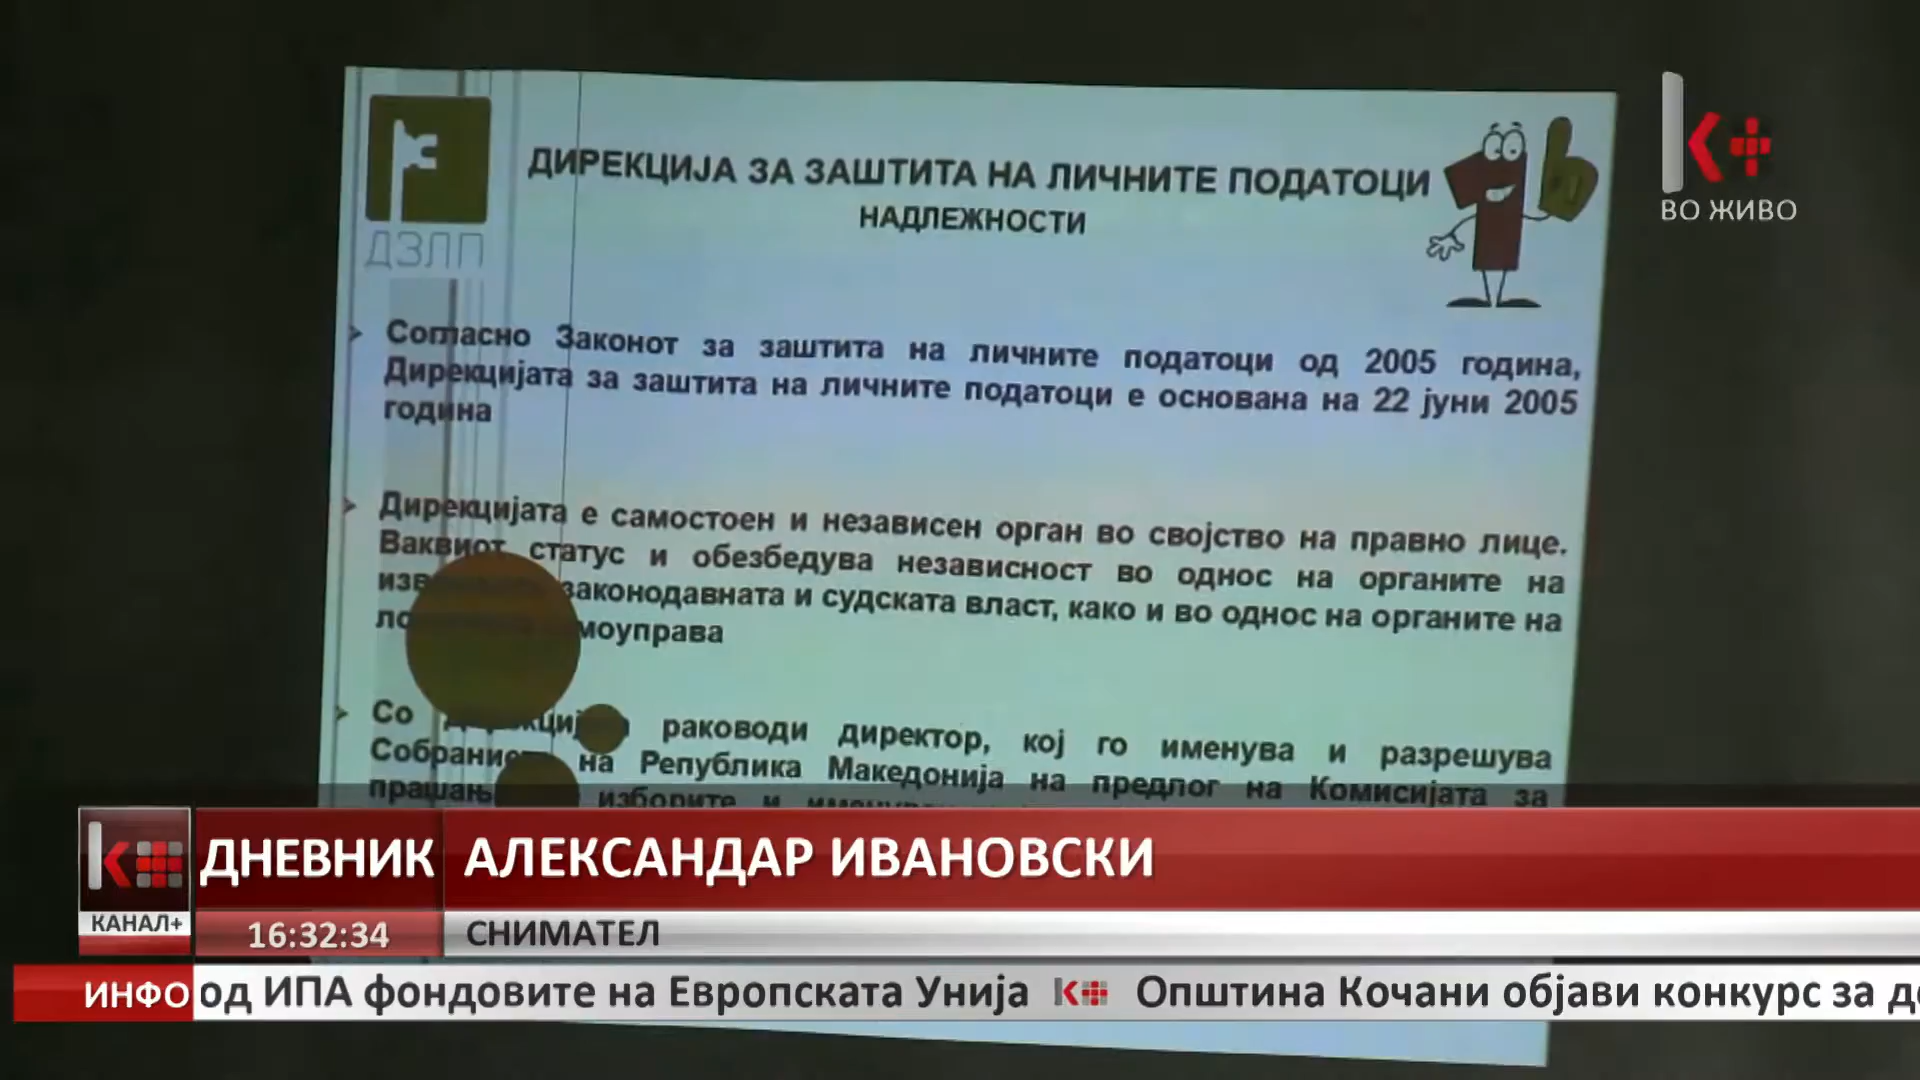 ДЗЛП
ДИРЕКЦИЈА ЗА ЗАШТИТА НА ЛИЧНИТЕ ПОДАТОЦИ
НАДЛЕЖНОСТИ
K+
ВО ЖИВО
Согласно Законот за заштита на личните податоци од 2005 година,
Дирекцијата за заштита на личните податоци е основана на 22 јуни 2005
година
Дирекцијата е самостоен и независен орган во својство на правно лице.
Ваквиот статус и обезбедува независност во однос на органите на
законодавната и судската власт, како и во однос на органите на
Со раководи директор, кој го именува и разрешува
на Република Македонија на предлог на Комисијата за
изборите и
ДНЕВНИК
АЛЕКСАНДАР ИВАНОВСКИ
КАНАЛ+
16:32:34
СНИМАТЕЛ
ИНФО
од ИПА фондовите на Европската Унија K+ Општина Кочани објави конкурс за